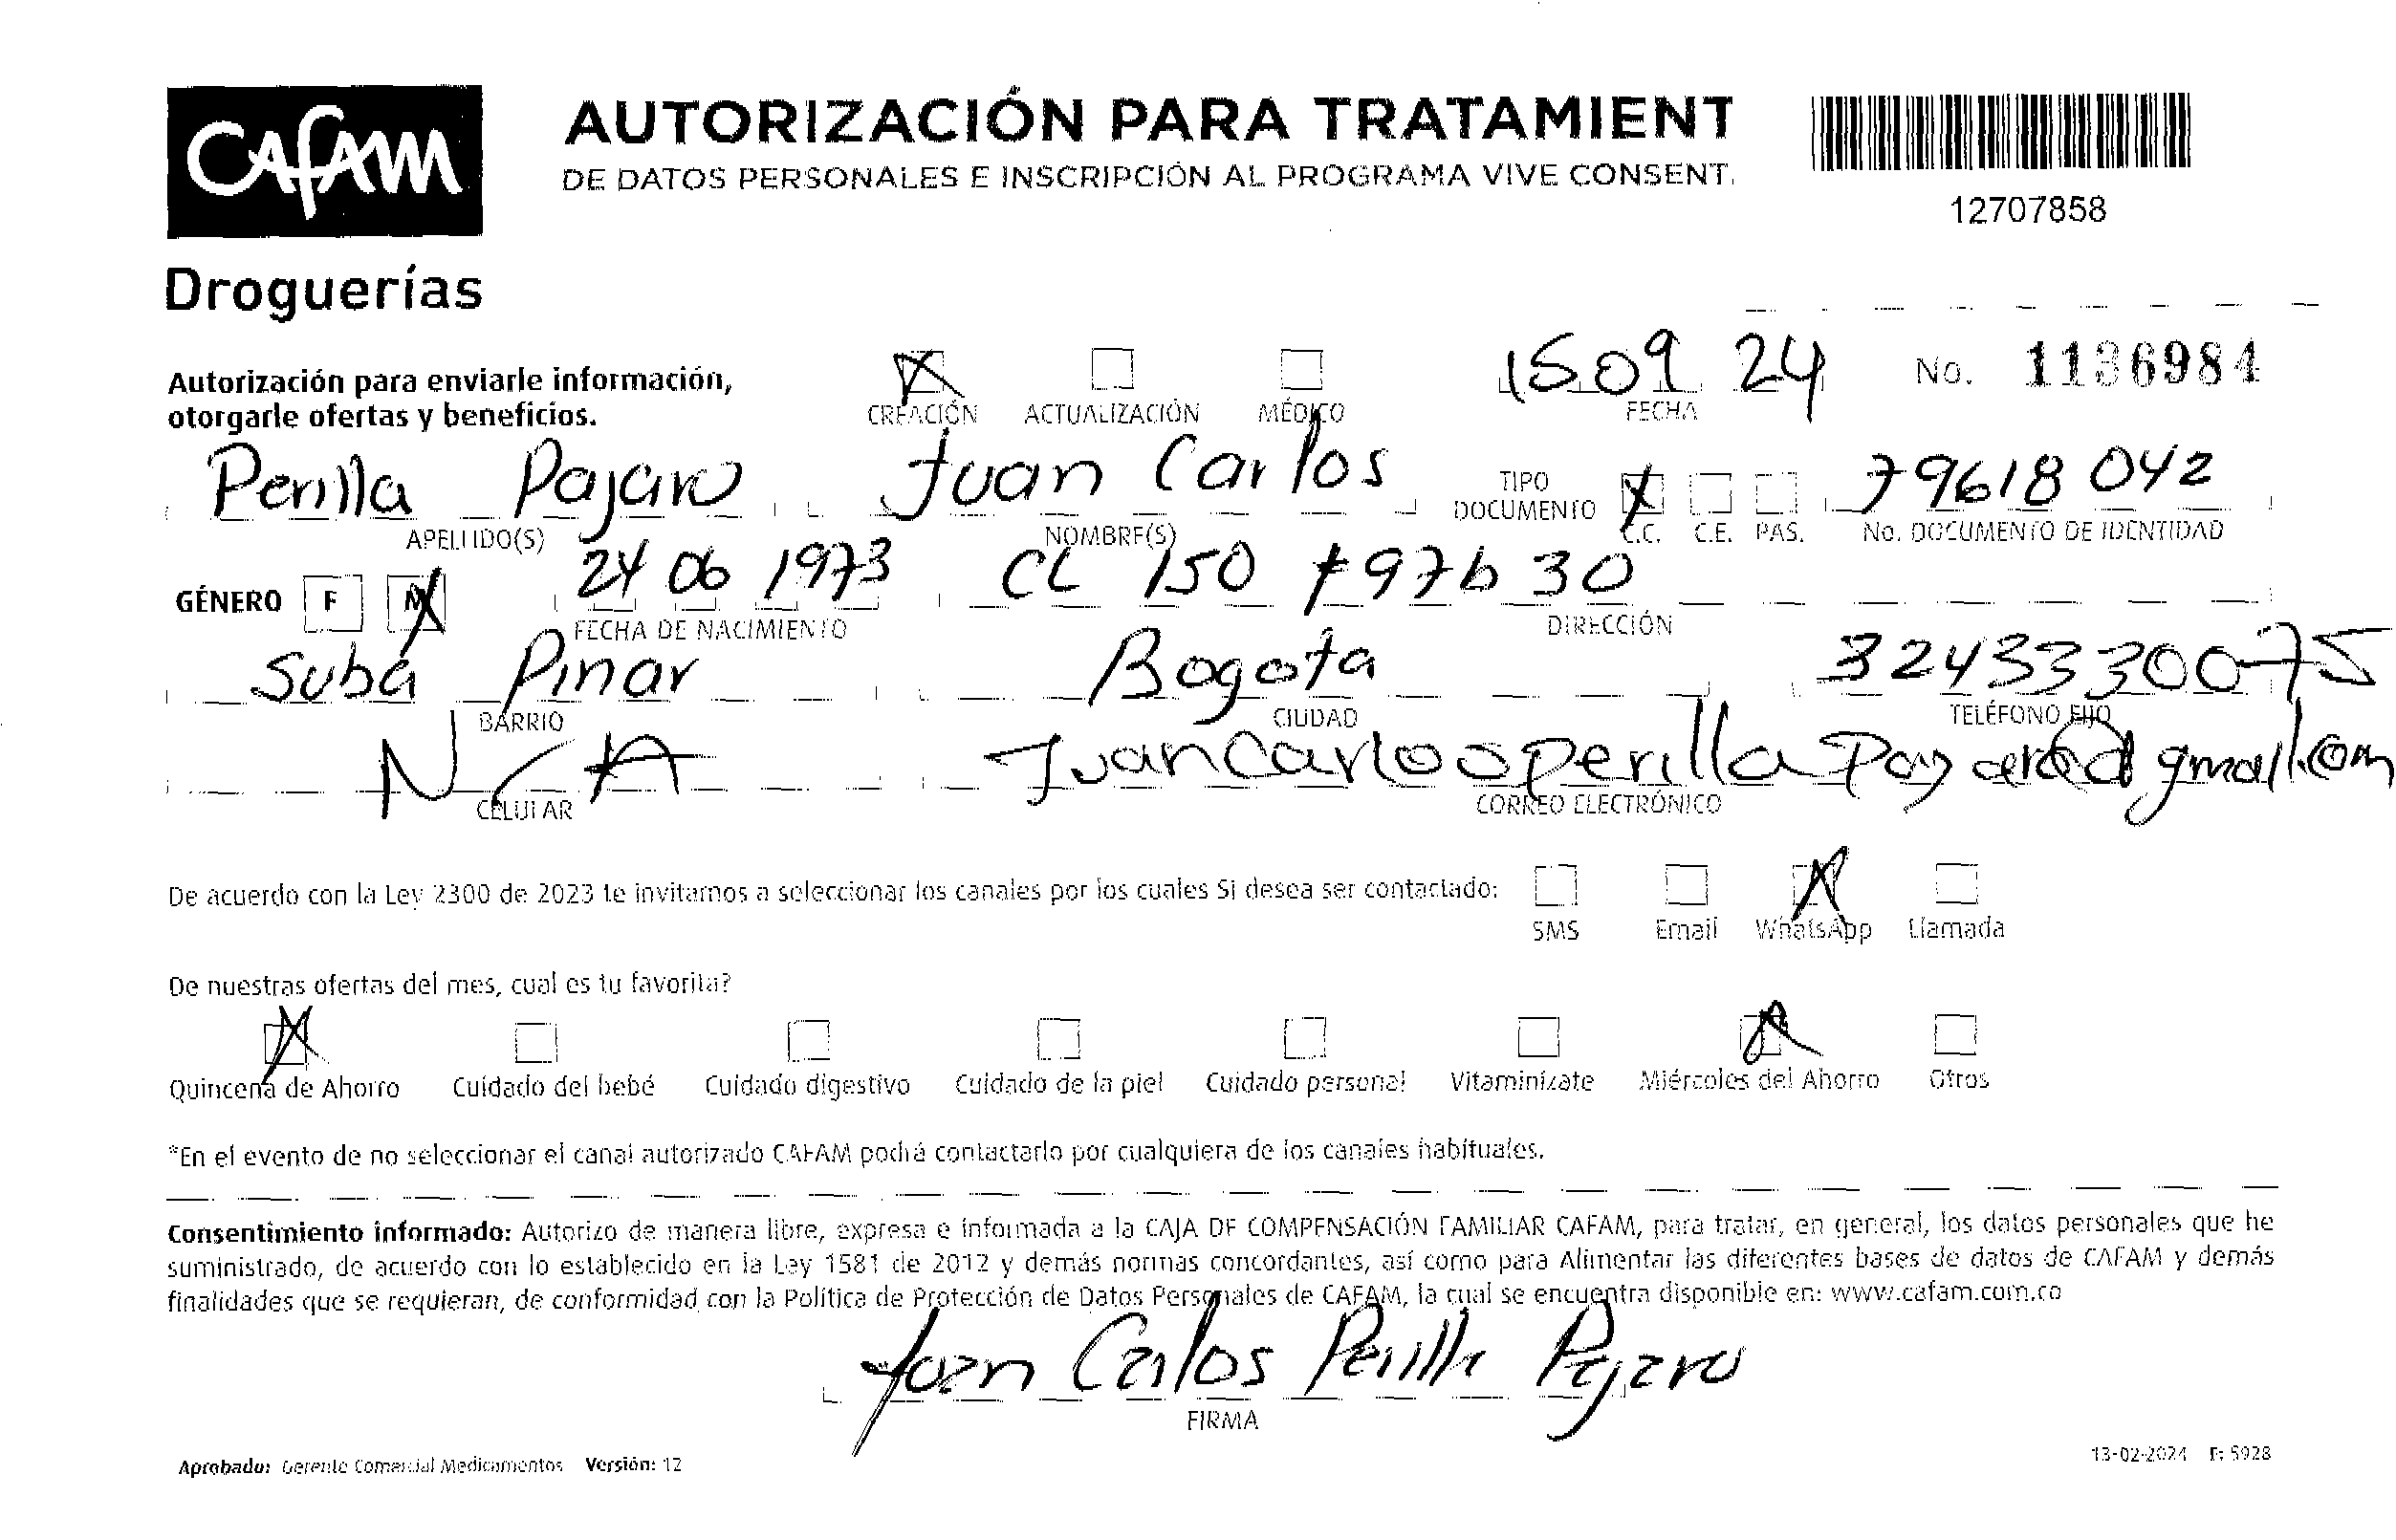 CAFAM
AUTORIZACIÓN PARA TRATAMIENT
DE DATOS PERSONALES E INSCRIPCIÓN AL PROGRAMA VIVE CONSENT.
12707858
Droguerías
Autorización para enviarle información,
otorgarle ofertas y beneficios.
CREACIÓN ACTUALIZACIÓN MÉDICO
15 09 24
FECHA
No. 1136984
Perilla Pajaro Juan Carlos
TIPO
DOCUMENTO
C.C. C.E. PAS.
79618042
APELLIDO(S) NOMBRE(S) No. DOCUMENTO DE IDENTIDAD
GÉNERO F M 24 06 1973 CL 150 # 97b 30
FECHA DE NACIMIENTO DIRECCIÓN
Suba Pinar Bogota 3243330075
BARRIO CIUDAD TELÉFONO FIJO
N/A Juancarlosperillapajaro@gmail.com
CELULAR CORREO ELECTRÓNICO
De acuerdo con la Ley 2300 de 2023 te invitamos a seleccionar los canales por los cuales Si desea ser contactado:
SMS Email WhatsApp Llamada
De nuestras ofertas del mes, cual es tu favorita?
Quincena de Ahorro Cuidado del bebé Cuidado digestivo Cuidado de la piel Cuidado personal Vitaminízate Miércoles del Ahorro Otros
*En el evento de no seleccionar el canal autorizado CAFAM podrá contactarlo por cualquiera de los canales habituales.
Consentimiento informado: Autorizo de manera libre, expresa e informada a la CAJA DE COMPENSACIÓN FAMILIAR CAFAM, para tratar, en general, los datos personales que he
suministrado, de acuerdo con lo establecido en la Ley 1581 de 2012 y demás normas concordantes, así como para Alimentar las diferentes bases de datos de CAFAM y demás
finalidades que se requieran, de conformidad con la Política de Protección de Datos Personales de CAFAM, la cual se encuentra disponible en: www.cafam.com.co
Juan Carlos Perilla Pajaro
FIRMA
Aprobado: Gerente Comercial Medicamentos Versión: 12
13-02-2024 F: 5928